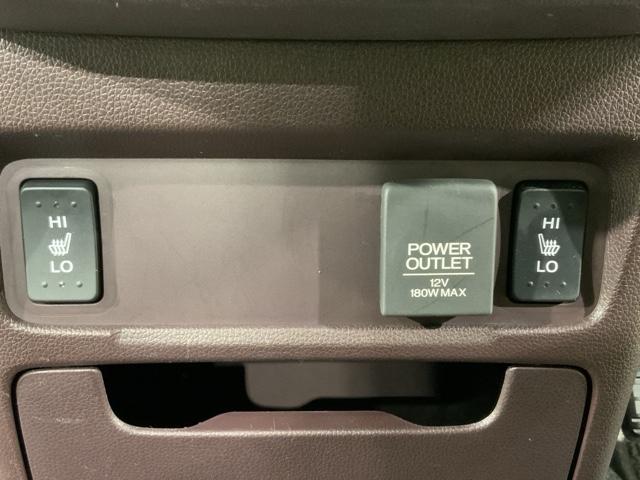 HI
LO
POWER
OUTLET
12V
180W MAX
HI
LO